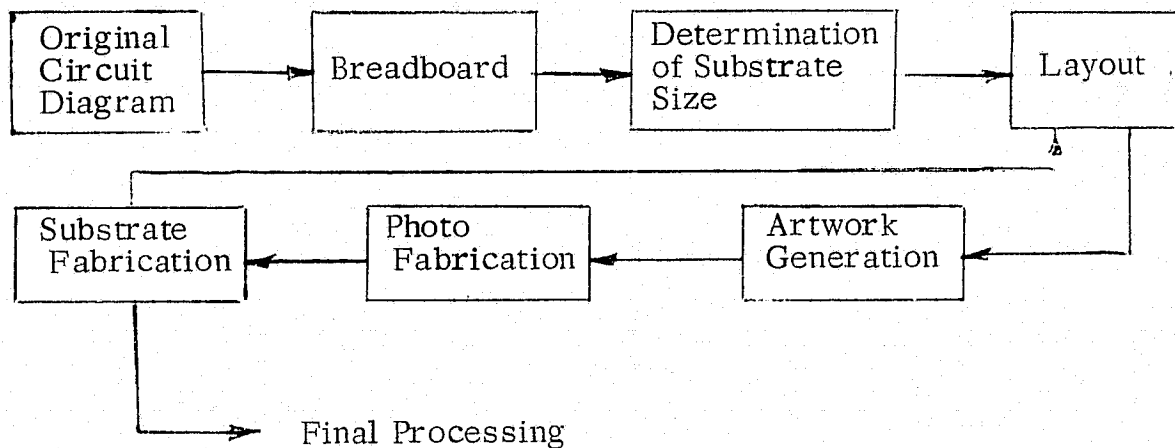 Original
Circuit
Diagram
Breadboard
Determination
of Substrate
Size
Layout
Substrate
Fabrication
Photo
Fabrication
Artwork
Generation
Final Processing